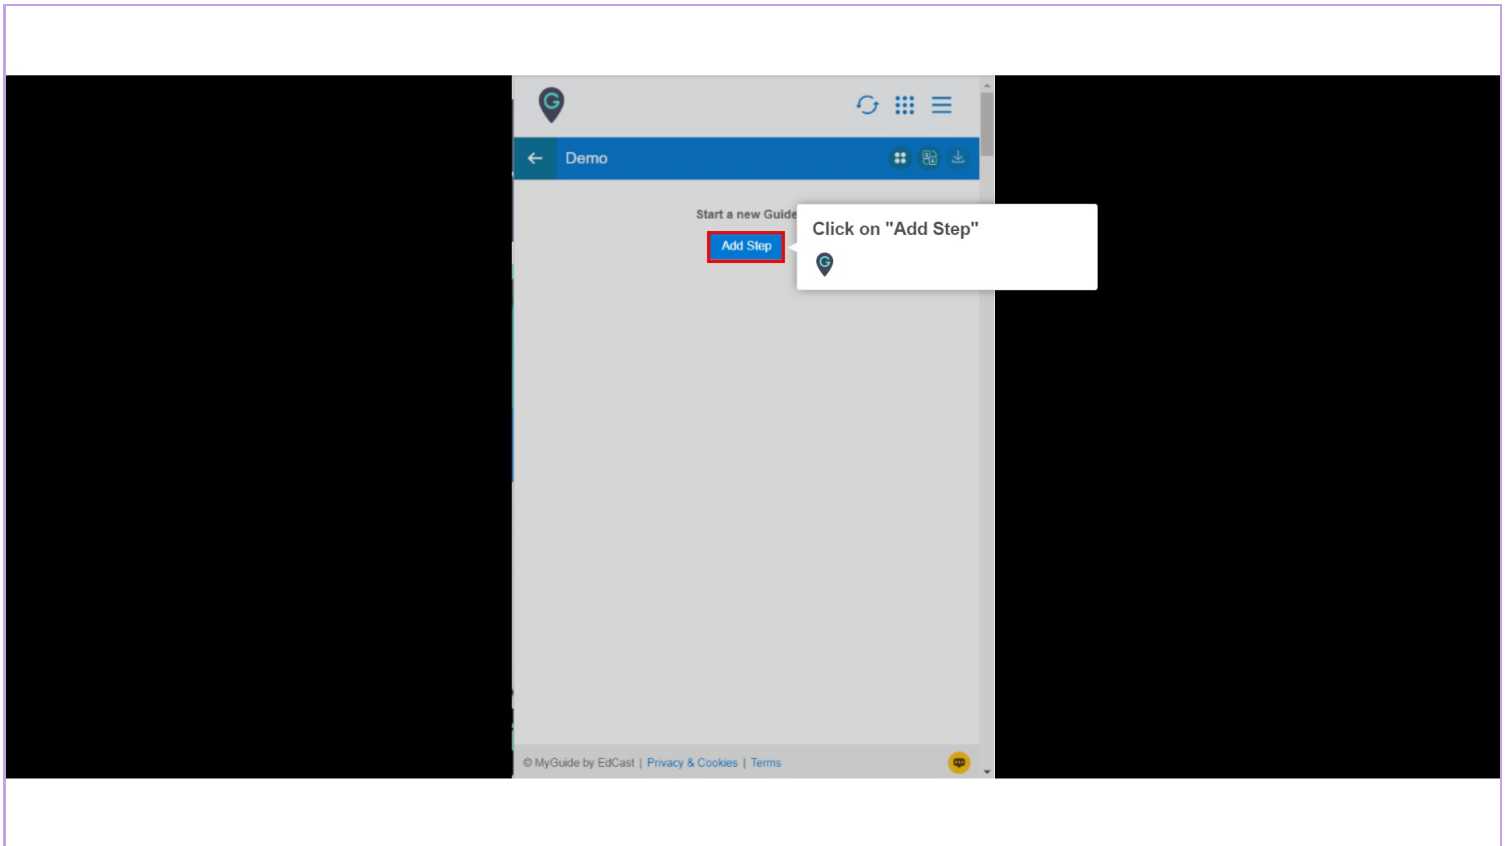 Demo
Start a new Guide
Add Step
Click on "Add Step"
© MyGuide by EdCast | Privacy & Cookies | Terms